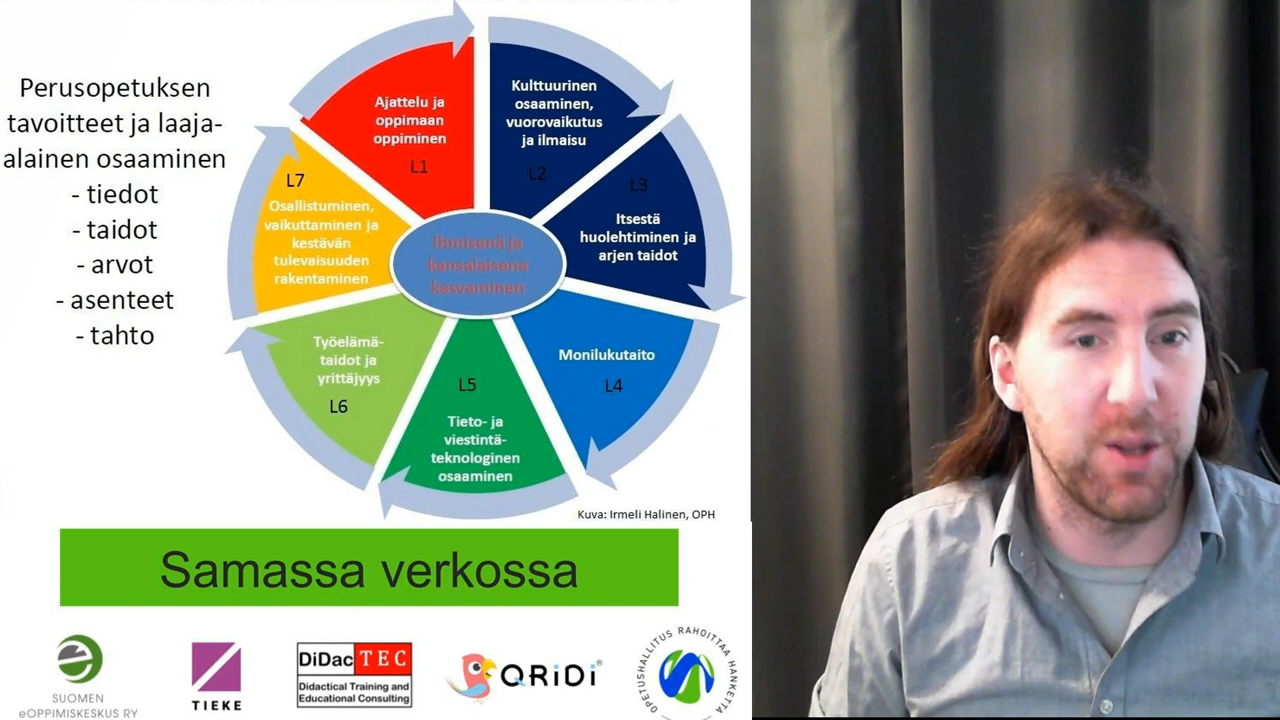 Perusopetuksen
tavoitteet ja laaja-
alainen osaaminen
- tiedot
- taidot
- arvot
- asenteet
- tahto
Ajattelu ja
oppimaan
oppiminen
L1
Kulttuurinen
osaaminen,
vuorovaikutus
ja ilmaisu
L2
L3
Itsestä
huolehtiminen ja
arjen taidot
Monilukutaito
L4
L5
Tieto- ja
viestintä-
teknologinen
osaaminen
Työelämä-
taidot ja
yrittäjyys
L6
L7
Osallistuminen,
vaikuttaminen ja
kestävän
tulevaisuuden
rakentaminen
Ihmisenä ja
kansalaisena
kasvaminen
Kuva: Irmeli Halinen, OPH
Samassa verkossa
SUOMEN
eOPPIMISKESKUS RY
TIEKE
DiDacTEC
Didactical Training and
Educational Consulting
QRiDi
OPETUSHALLITUS RAHOITTAA HANKETTA